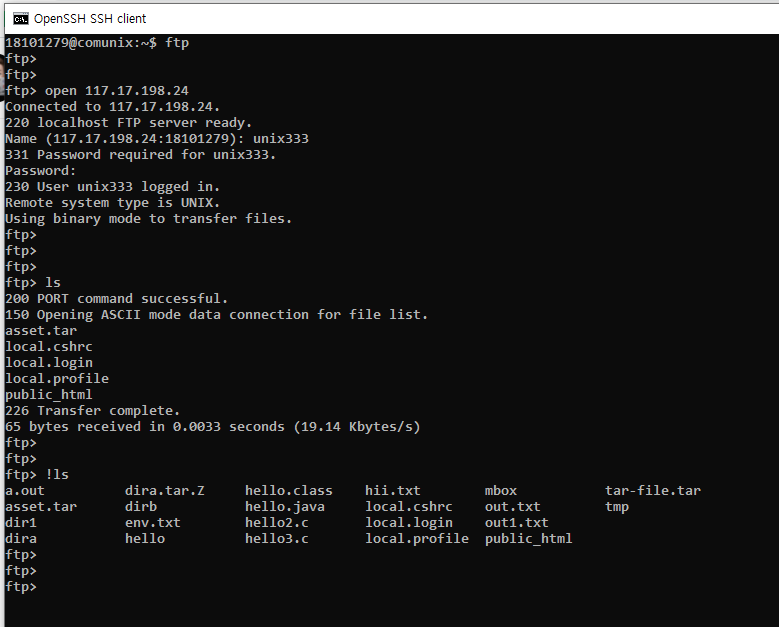 OpenSSH SSH client
18101279@comunix:~$ ftp
ftp>
ftp>
ftp> open 117.17.198.24
Connected to 117.17.198.24.
220 localhost FTP server ready.
Name (117.17.198.24:18101279): unix333
331 Password required for unix333.
Password:
230 User unix333 logged in.
Remote system type is UNIX.
Using binary mode to transfer files.
ftp>
ftp>
ftp>
ftp> ls
200 PORT command successful.
150 Opening ASCII mode data connection for file list.
asset.tar
local.cshrc
local.login
local.profile
public_html
226 Transfer complete.
65 bytes received in 0.0033 seconds (19.14 Kbytes/s)
ftp>
ftp>
ftp> !ls
a.out dira.tar.Z hello.class hii.txt mbox tar-file.tar
asset.tar dirb hello.java local.cshrc out.txt tmp
dir1 env.txt hello2.c local.login out1.txt
dira hello hello3.c local.profile public_html
ftp>
ftp>
ftp>